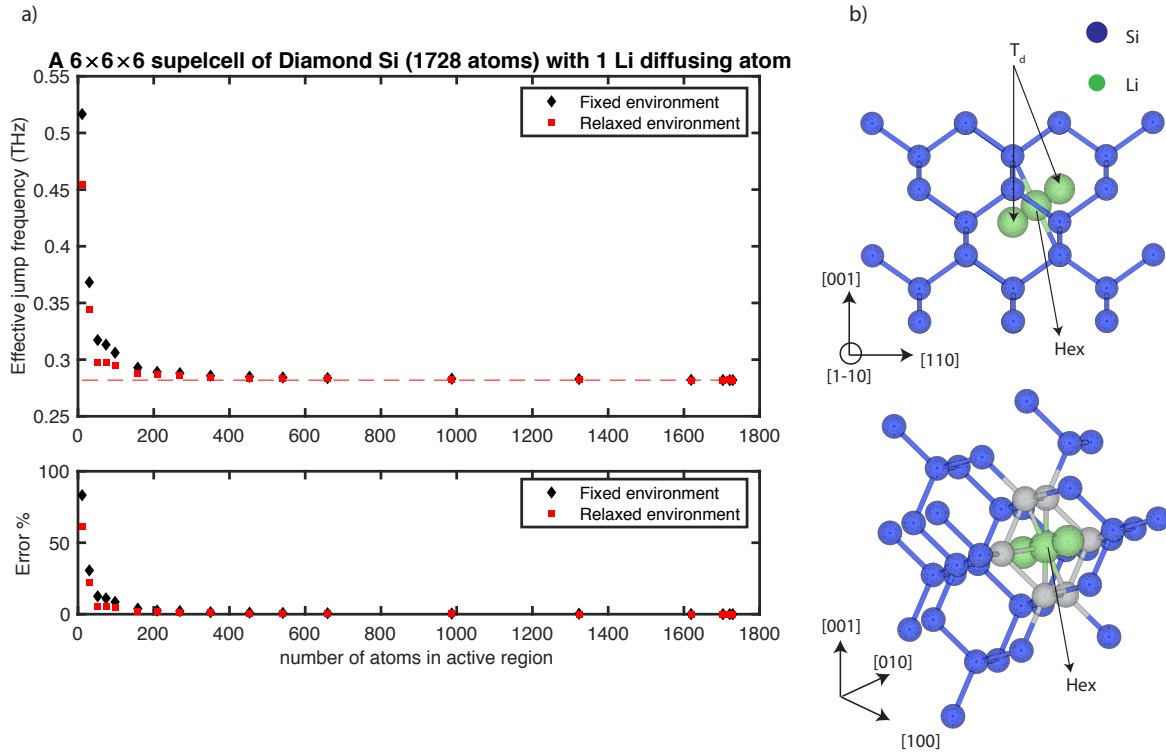 a)
A 6×6×6 supelcell of Diamond Si (1728 atoms) with 1 Li diffusing atom
0.55
0.5
0.45
0.4
0.35
0.3
0.25
Effective jump frequency (THz)
Fixed environment
Relaxed environment
0 200 400 600 800 1000 1200 1400 1600 1800
100
50
0
Error %
Fixed environment
Relaxed environment
0 200 400 600 800 1000 1200 1400 1600 1800
number of atoms in active region
b)
Si
Li
Td
[001]
[110]
[1-10]
Hex
[001]
[010]
[100]
Hex